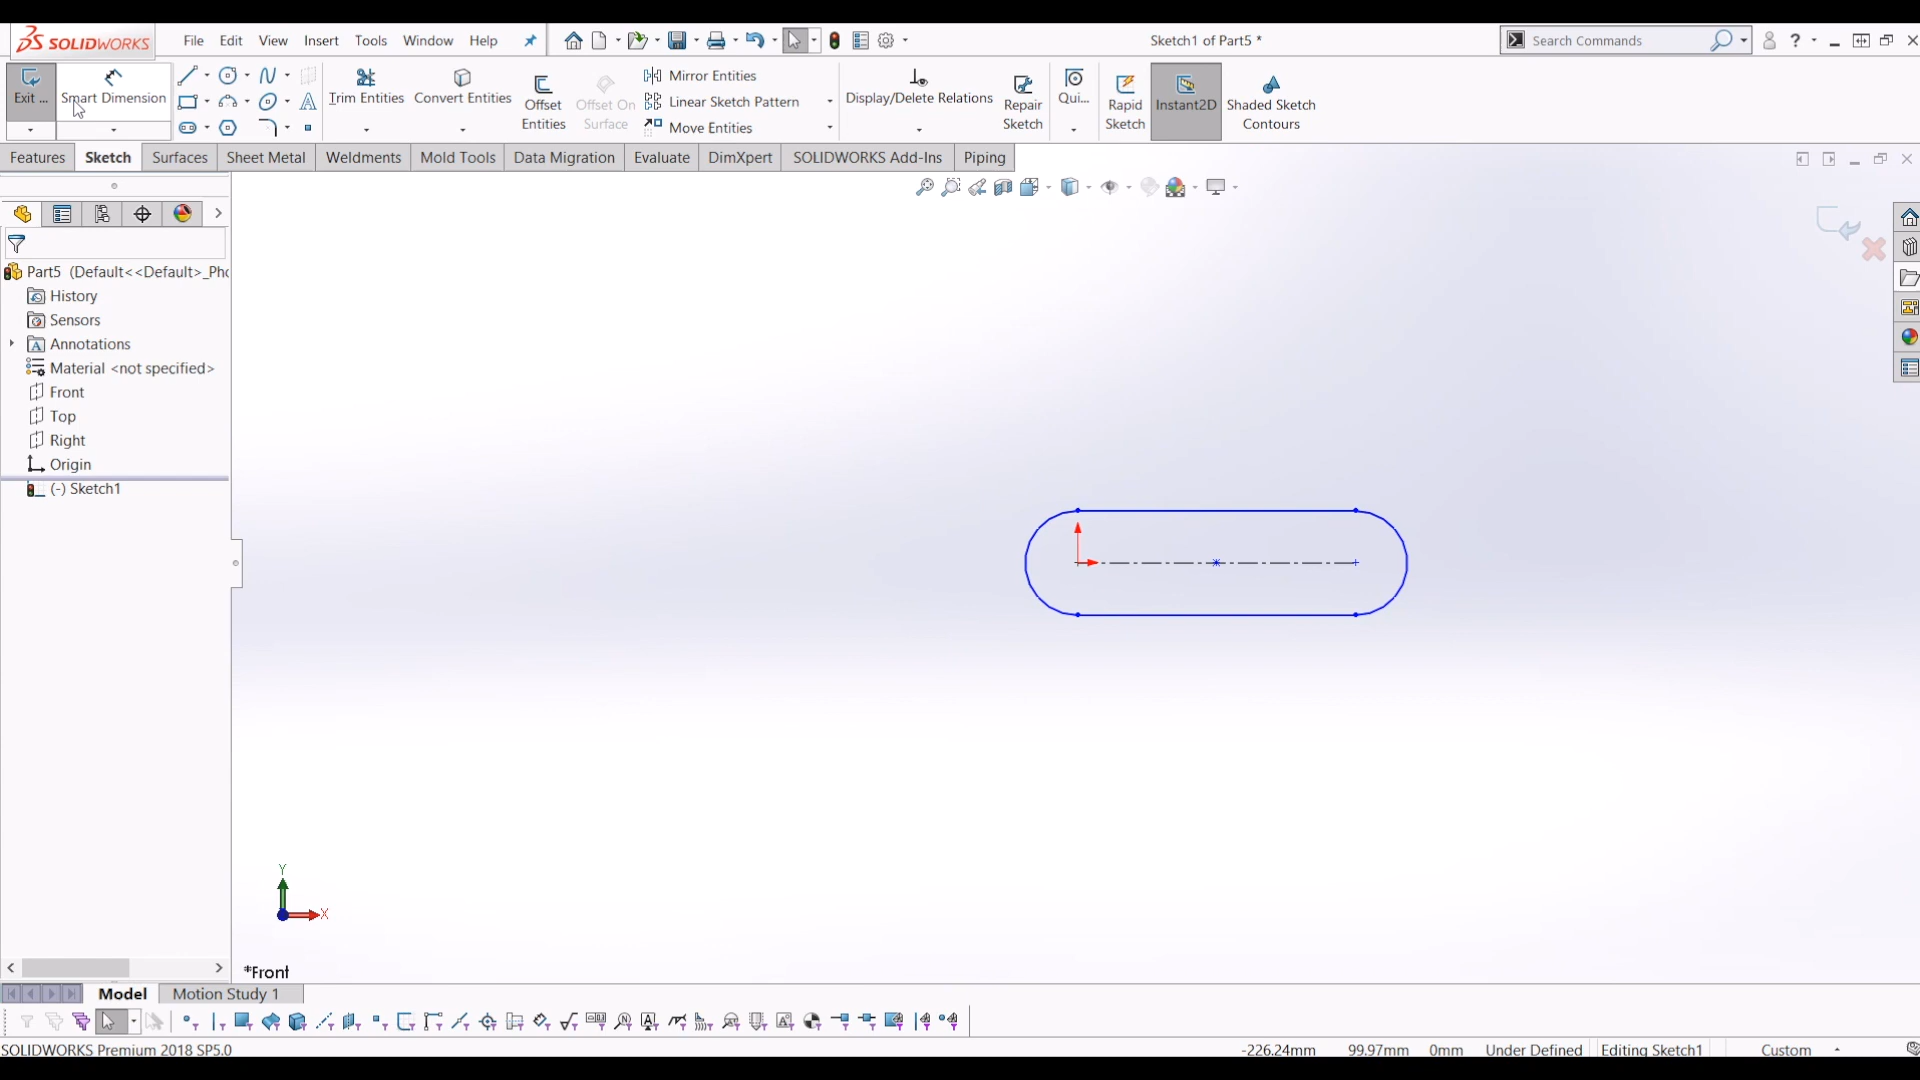 SOLIDWORKS File Edit View Insert Tools Window Help Sketch1 of Part5 * Search Commands ?
Exit ... Smart Dimension Trim Entities Convert Entities Offset Entities Offset On Surface Mirror Entities Linear Sketch Pattern Move Entities Display/Delete Relations Repair Sketch Qui... Rapid Sketch Instant2D Shaded Sketch Contours
Features Sketch Surfaces Sheet Metal Weldments Mold Tools Data Migration Evaluate DimXpert SOLIDWORKS Add-Ins Piping
Part5 (Default<<Default>_Pho
History
Sensors
Annotations
Material <not specified>
Front
Top
Right
Origin
(-) Sketch1
Y
X
*Front
Model Motion Study 1
SOLIDWORKS Premium 2018 SP5.0 -226.24mm 99.97mm 0mm Under Defined Editing Sketch1 Custom